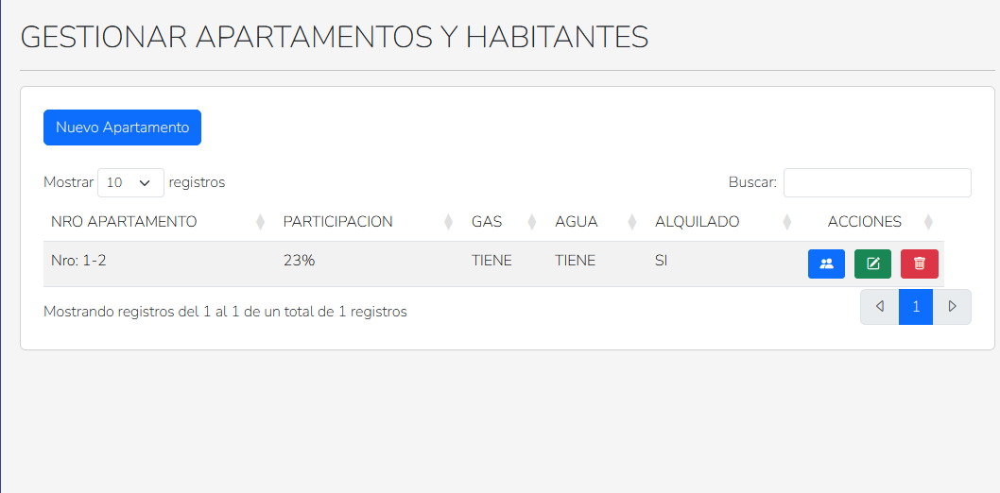 GESTIONAR APARTAMENTOS Y HABITANTES
Nuevo Apartamento
Mostrar 10 registros Buscar:
NRO APARTAMENTO PARTICIPACION GAS AGUA ALQUILADO ACCIONES
Nro: 1-2 23% TIENE TIENE SI
Mostrando registros del 1 al 1 de un total de 1 registros 1